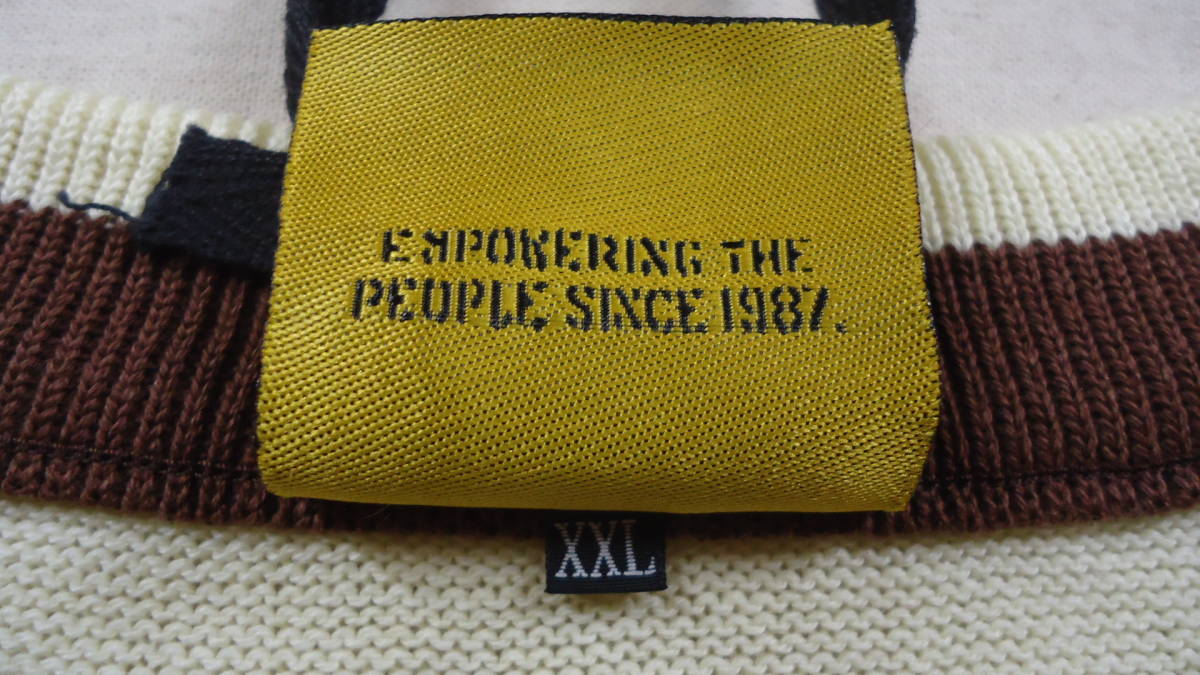 EMPOWERING THE
PEOPLE SINCE 1987.
XXL